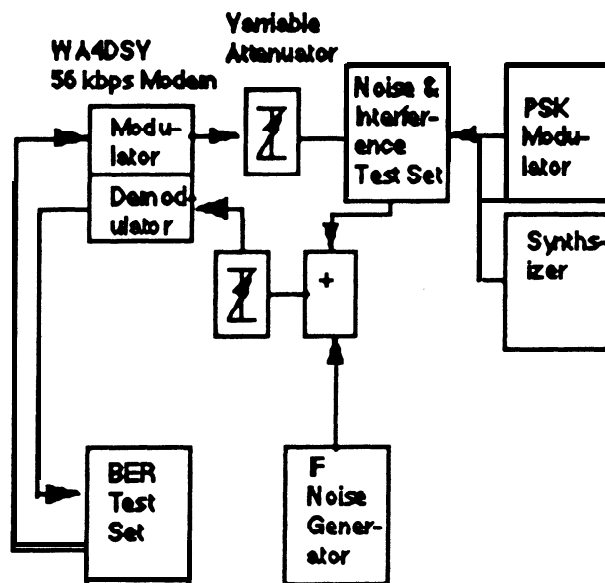 Yarriable
Attenuator
WA4DSY
56 kbps Modem
Modu-
lator
Demod
ulator
Noise &
Interfer-
ence
Test Set
PSK
Modu-
lator
Synths-
izer
+
BER
Test
Set
F
Noise
Gener-
ator